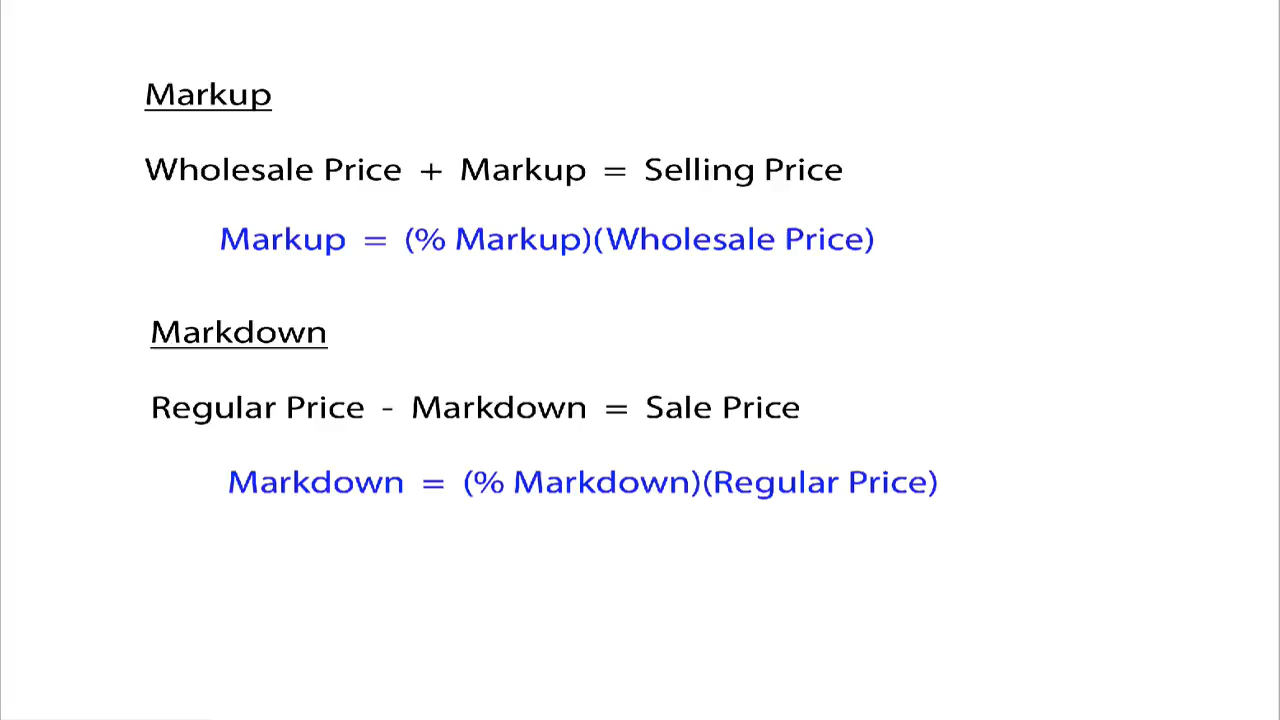 Markup
Wholesale Price + Markup = Selling Price
Markup = (% Markup)(Wholesale Price)
Markdown
Regular Price - Markdown = Sale Price
Markdown = (% Markdown)(Regular Price)